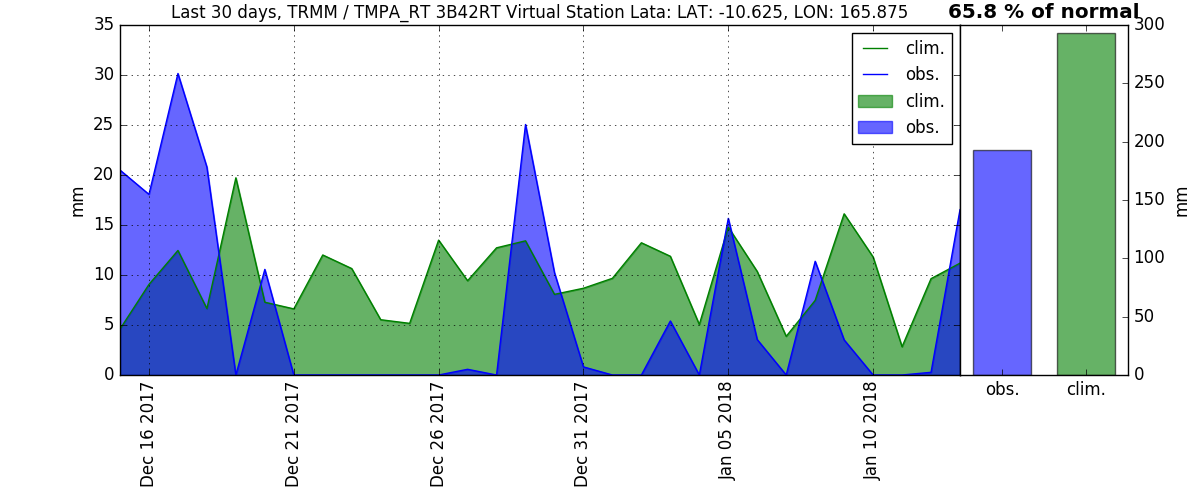 Last 30 days, TRMM / TMPA_RT 3B42RT Virtual Station Lata: LAT: -10.625, LON: 165.875
65.8 % of normal
35
30
25
20
15
10
5
0
mm
clim.
obs.
clim.
obs.
Dec 16 2017
Dec 21 2017
Dec 26 2017
Dec 31 2017
Jan 05 2018
Jan 10 2018
300
250
200
150
100
50
0
mm
obs.
clim.